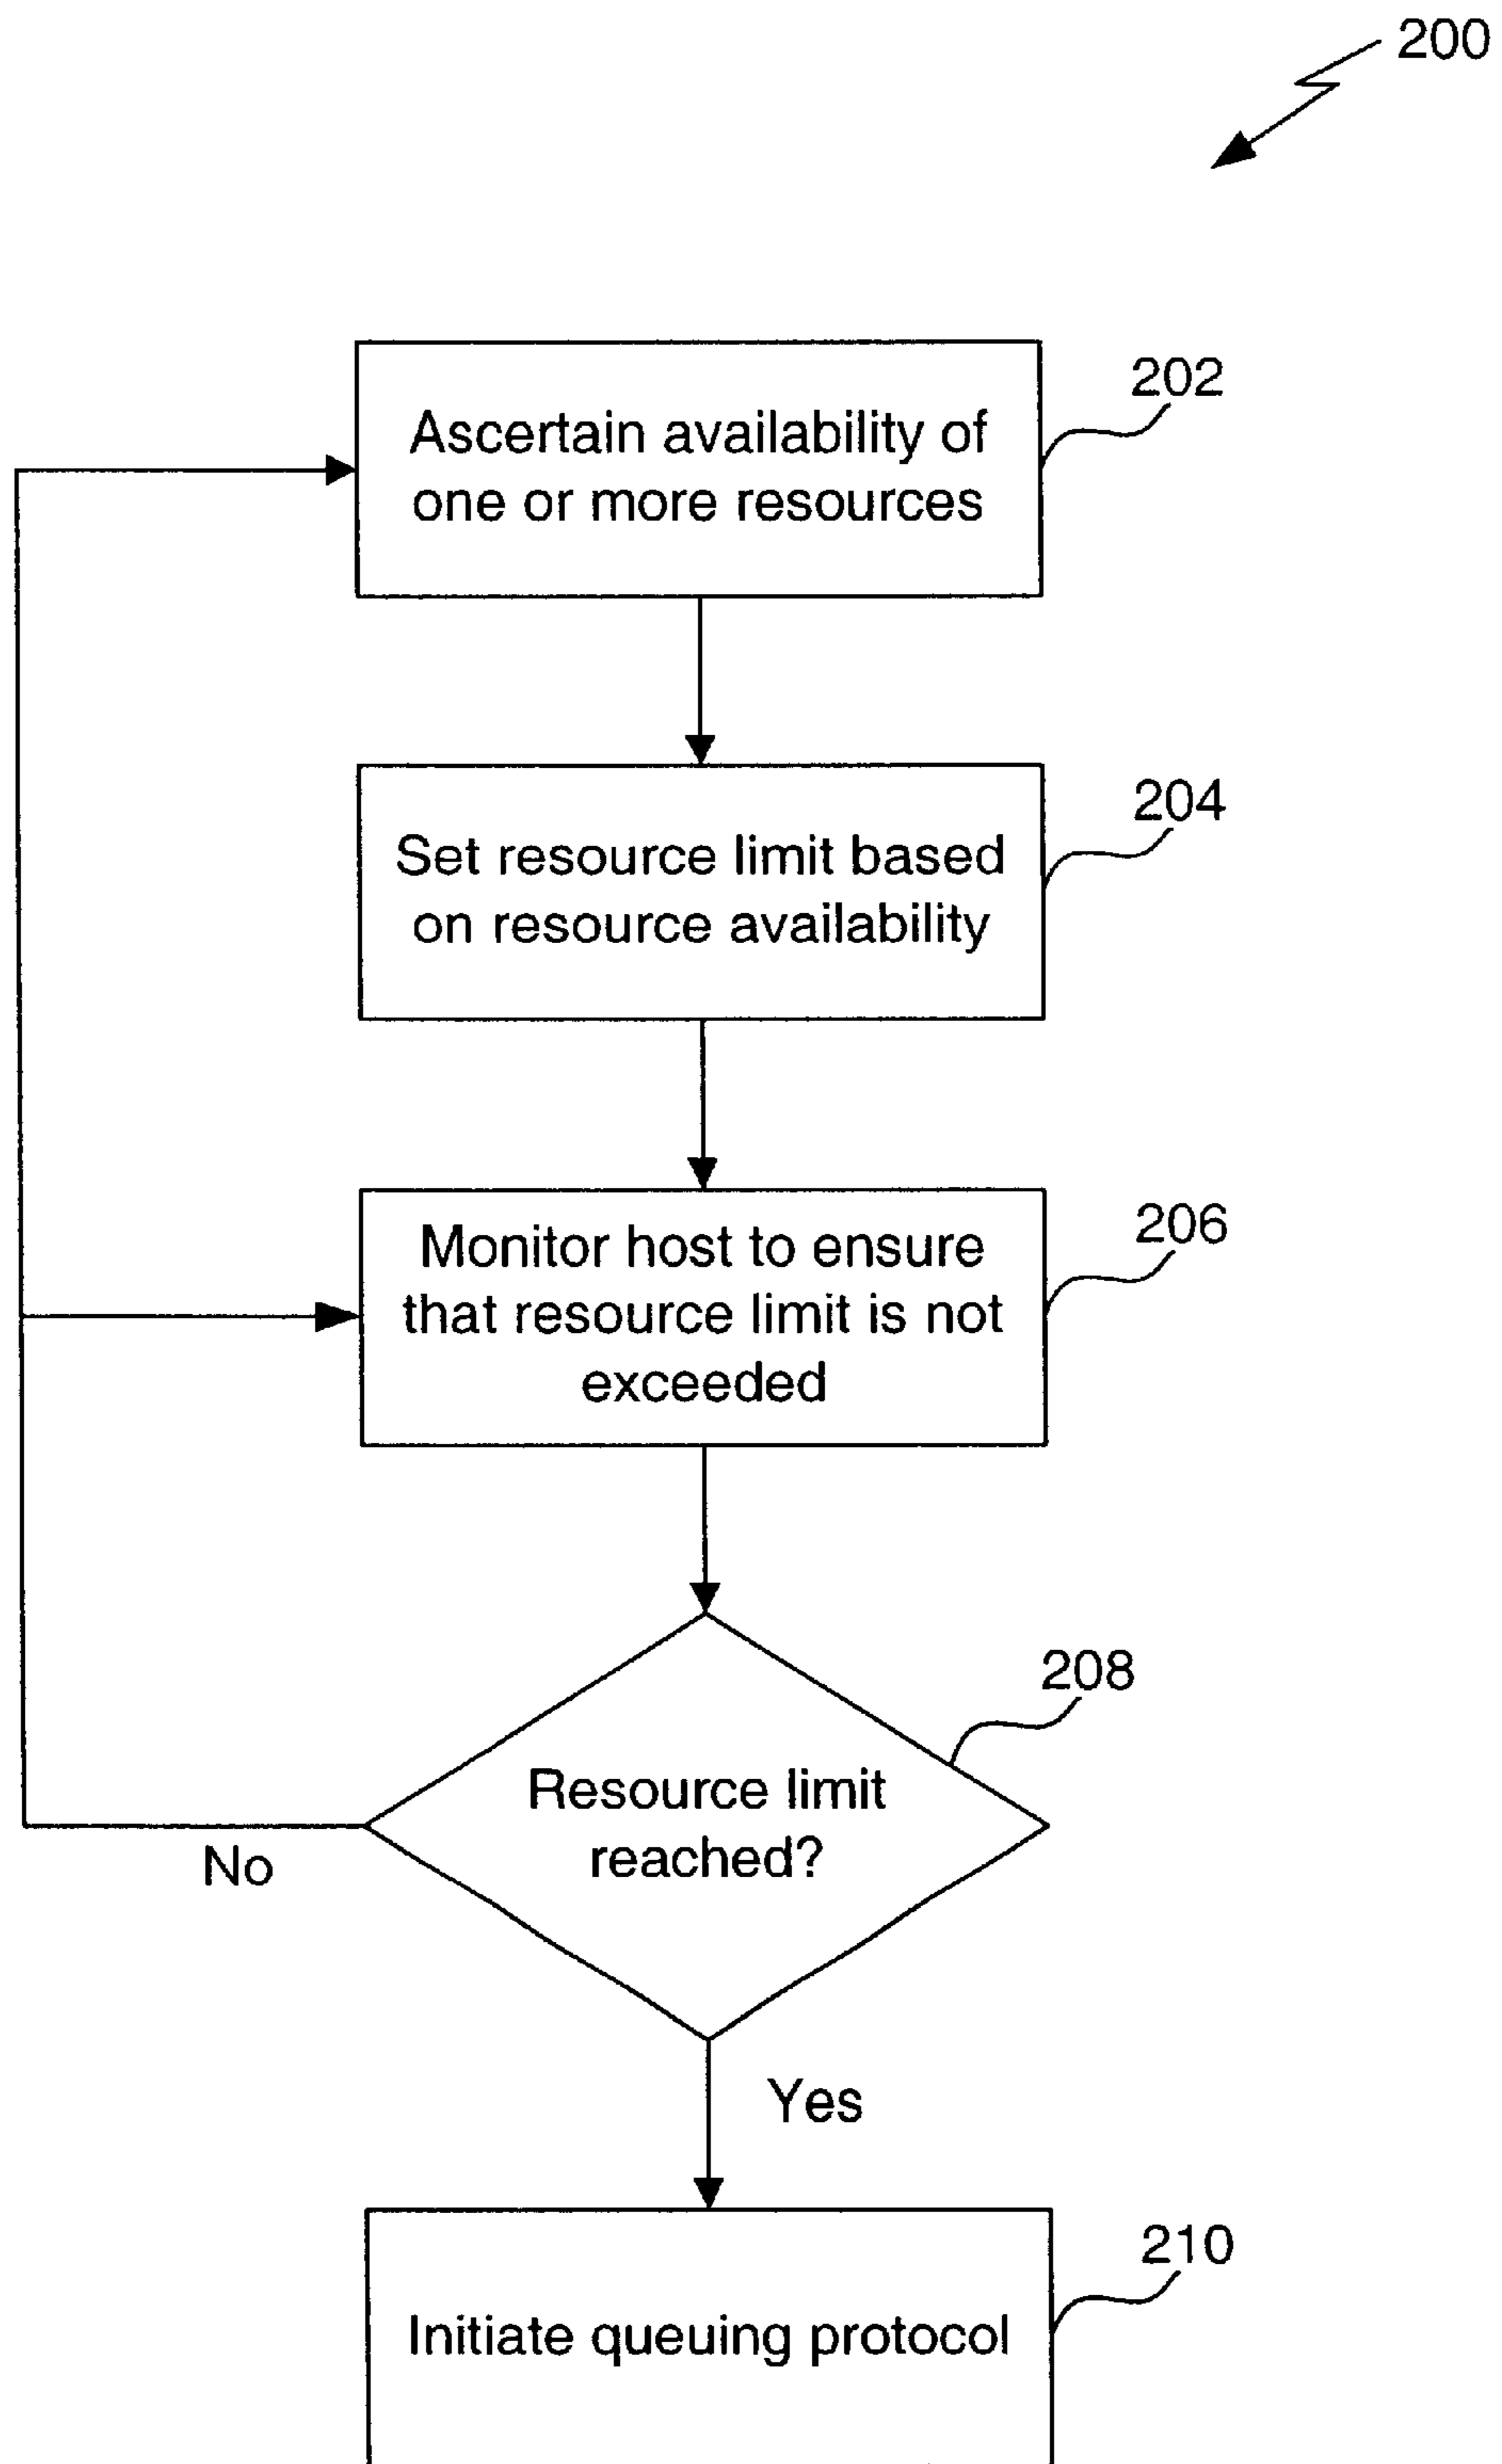 200
202
Ascertain availability of
one or more resources
204
Set resource limit based
on resource availability
206
Monitor host to ensure
that resource limit is not
exceeded
208
Resource limit
reached?
No
Yes
210
Initiate queuing protocol